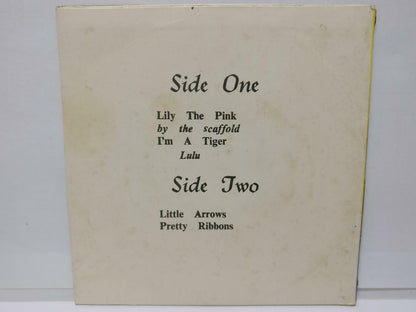 Side One
Lily The Pink
by the scaffold
I'm A Tiger
Lulu
Side Two
Little Arrows
Pretty Ribbons